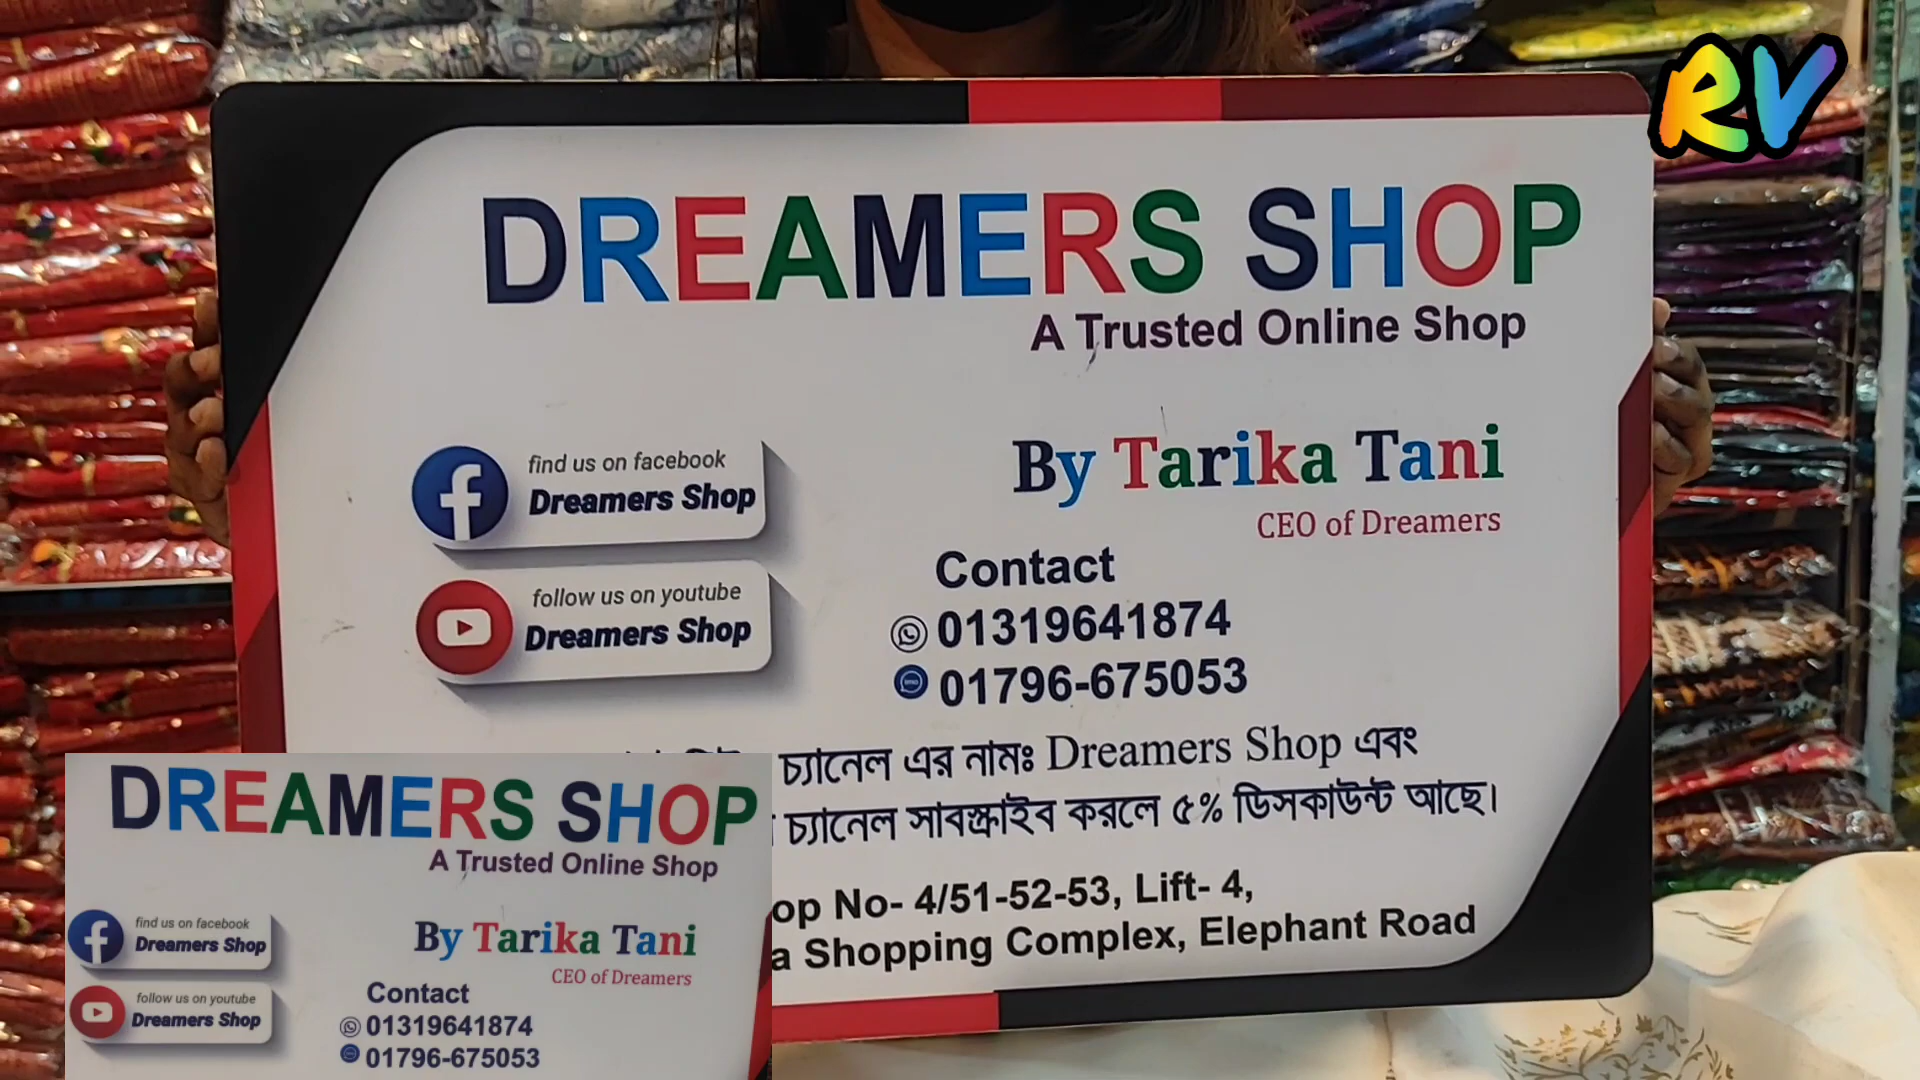 RV
DREAMERS SHOP
A Trusted Online Shop
find us on facebook
Dreamers Shop
By Tarika Tani
CEO of Dreamers
follow us on youtube
Dreamers Shop
Contact
01319641874
01796-675053
চ্যানেল এর নামঃ Dreamers Shop এবং
চ্যানেল সাবস্ক্রাইব করলে ৫% ডিসকাউন্ট আছে।
No- 4/51-52-53, Lift- 4,
Shopping Complex, Elephant Road
DREAMERS SHOP
A Trusted Online Shop
find us on facebook
Dreamers Shop
By Tarika Tani
CEO of Dreamers
follow us on youtube
Dreamers Shop
Contact
01319641874
01796-675053